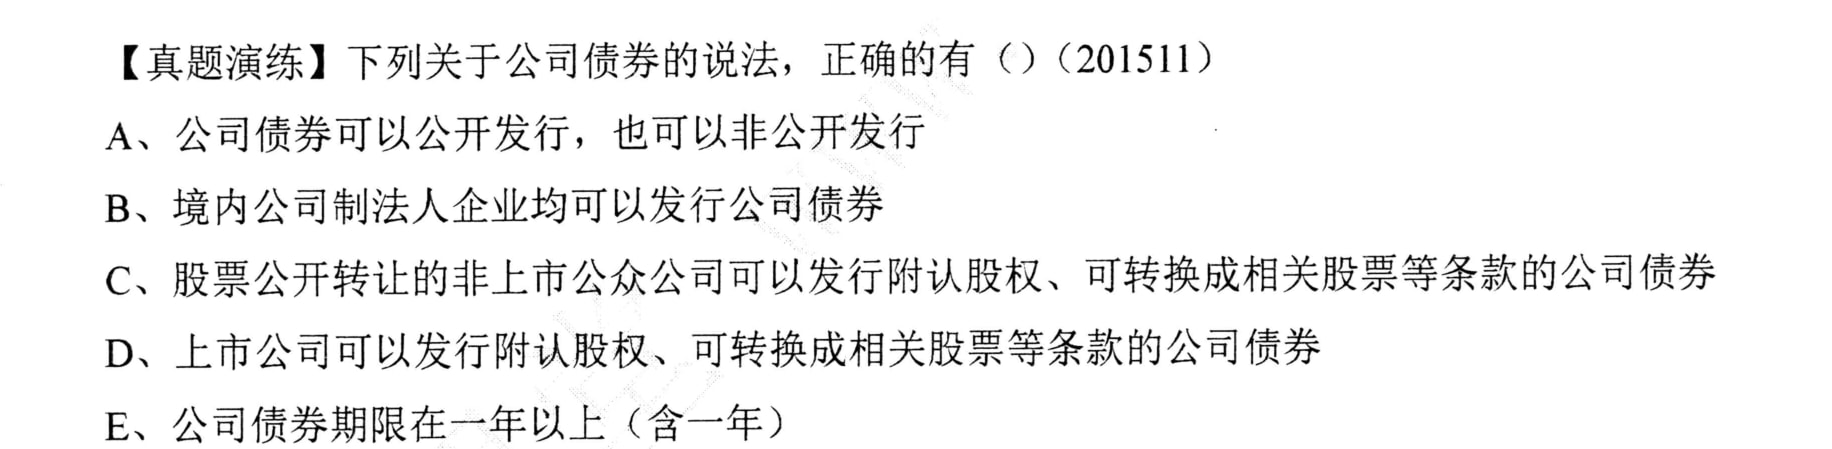 【真题演练】下列关于公司债券的说法，正确的有（）（201511）
A、公司债券可以公开发行，也可以非公开发行
B、境内公司制法人企业均可以发行公司债券
C、股票公开转让的非上市公众公司可以发行附认股权、可转换成相关股票等条款的公司债券
D、上市公司可以发行附认股权、可转换成相关股票等条款的公司债券
E、公司债券期限在一年以上（含一年）